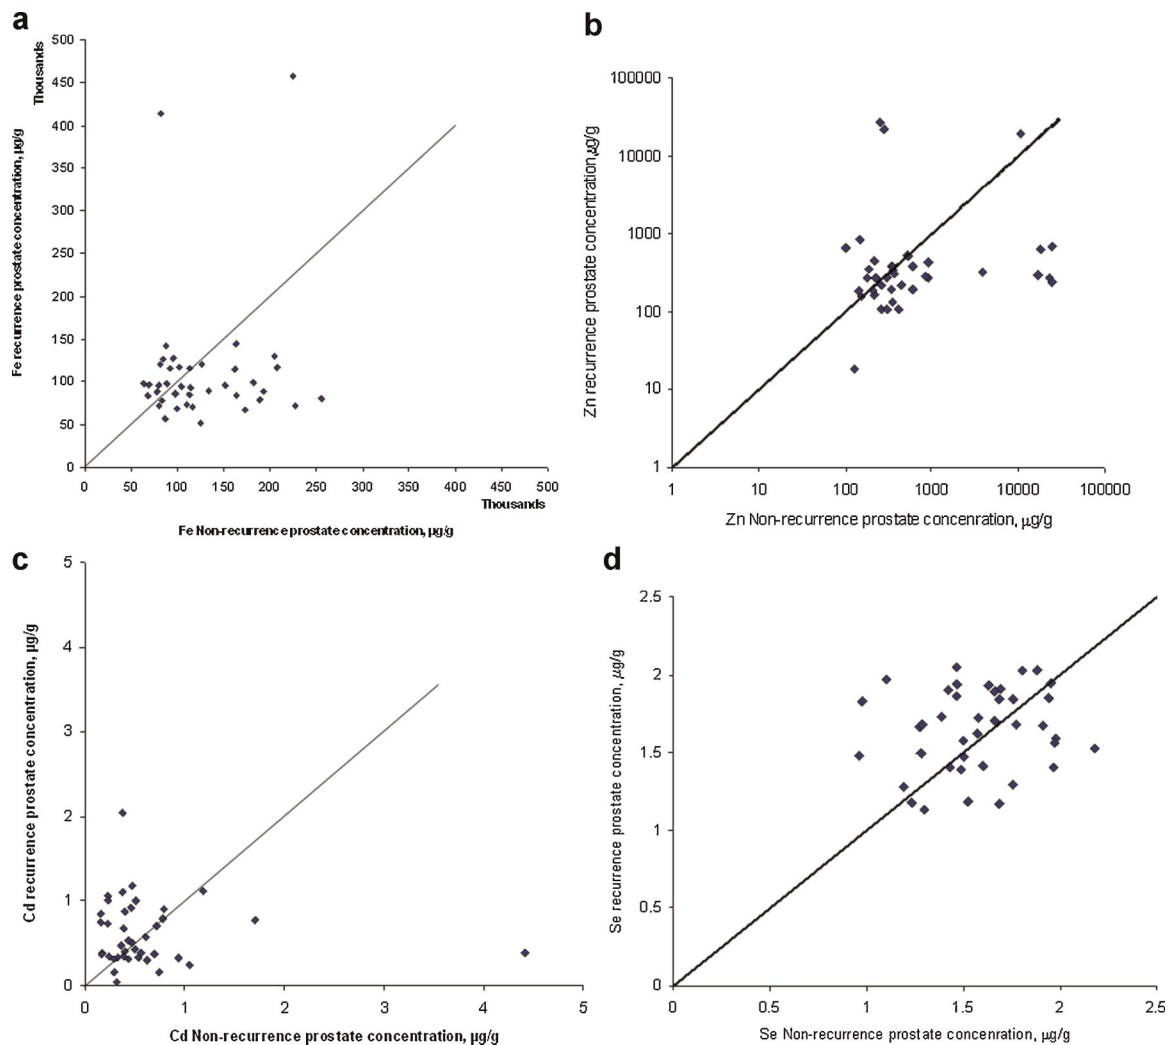 a
Thousands
Fe recurrence prostate concentration, µg/g
500
450
400
350
300
250
200
150
100
50
0
0 50 100 150 200 250 300 350 400 450 500
Thousands
Fe Non-recurrence prostate concentration, µg/g
b
Zn recurrence prostate concentration, µg/g
100000
10000
1000
100
10
1
1 10 100 1000 10000 100000
Zn Non-recurrence prostate concenration, µg/g
c
Cd recurrence prostate concentration, µg/g
5
4
3
2
1
0
0 1 2 3 4 5
Cd Non-recurrence prostate concentration, µg/g
d
Se recurrence prostate concentration, µg/g
2.5
2
1.5
1
0.5
0
0 0.5 1 1.5 2 2.5
Se Non-recurrence prostate concenration, µg/g